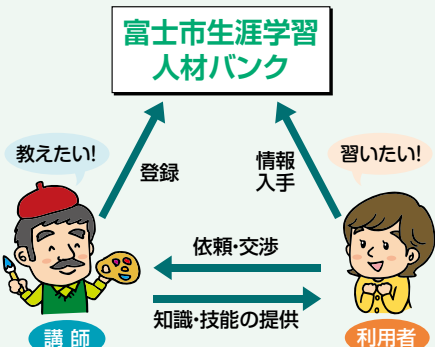 富士市生涯学習
人材バンク
教えたい!
習いたい!
登録
情報
入手
依頼・交渉
知識・技能の提供
講師
利用者